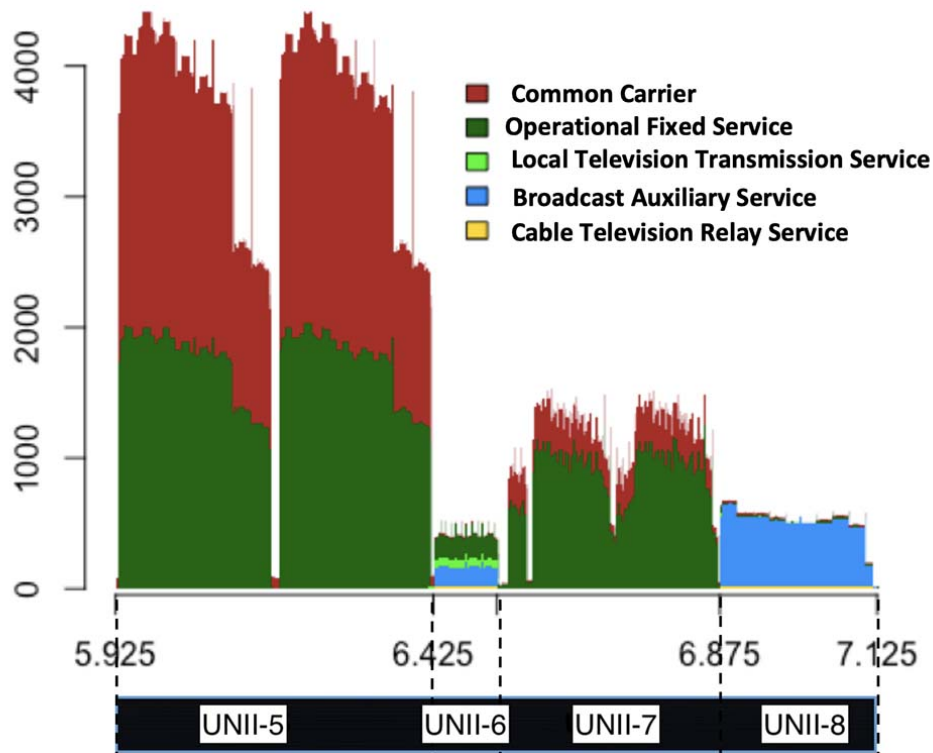 4000
3000
2000
1000
0
Common Carrier
Operational Fixed Service
Local Television Transmission Service
Broadcast Auxiliary Service
Cable Television Relay Service
5.925 6.425 6.875 7.125
UNII-5 UNII-6 UNII-7 UNII-8